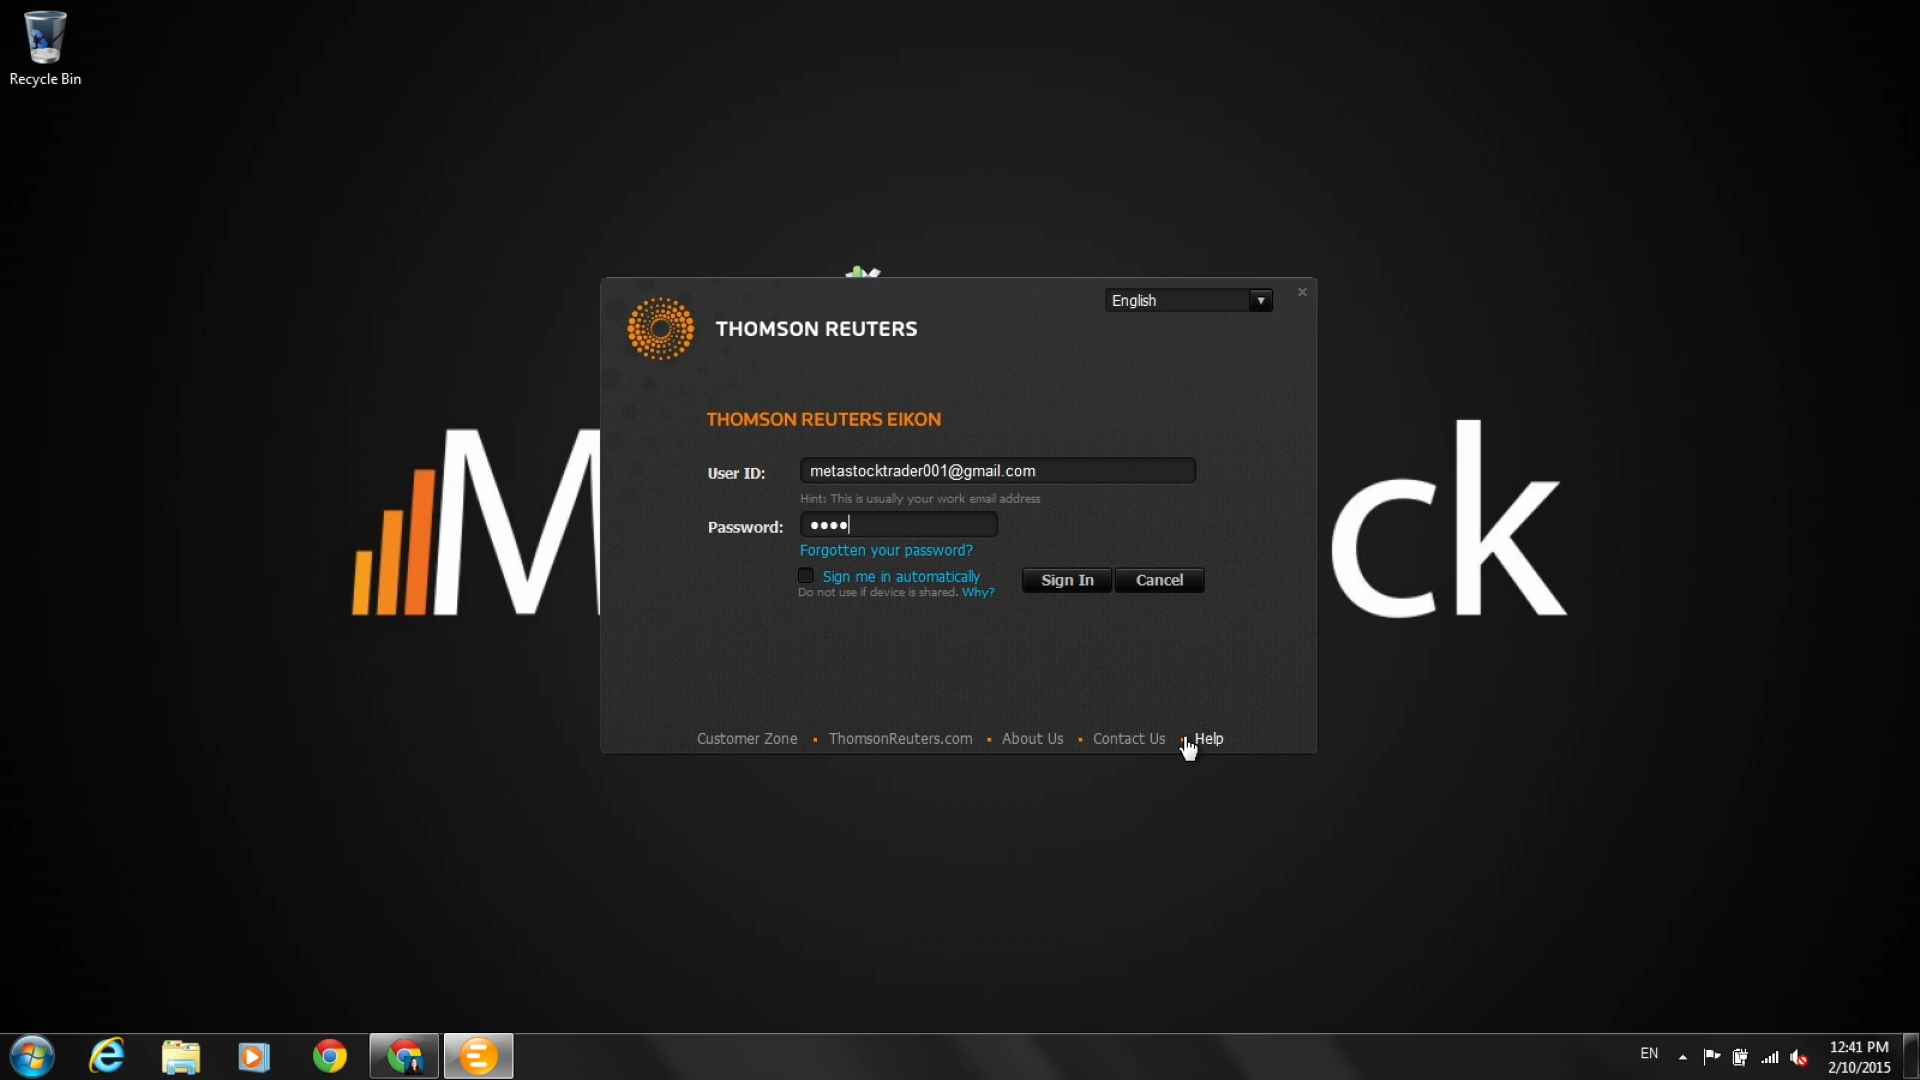 Recycle Bin
English
THOMSON REUTERS
THOMSON REUTERS EIKON
User ID: metastocktrader001@gmail.com
Hint: This is usually your work email address
Password: ●●●●
Forgotten your password?
Sign me in automatically
Do not use if device is shared. Why?
Sign In Cancel
M ck
Customer Zone ▪ ThomsonReuters.com ▪ About Us ▪ Contact Us ▪ Help
EN
12:41 PM
2/10/2015